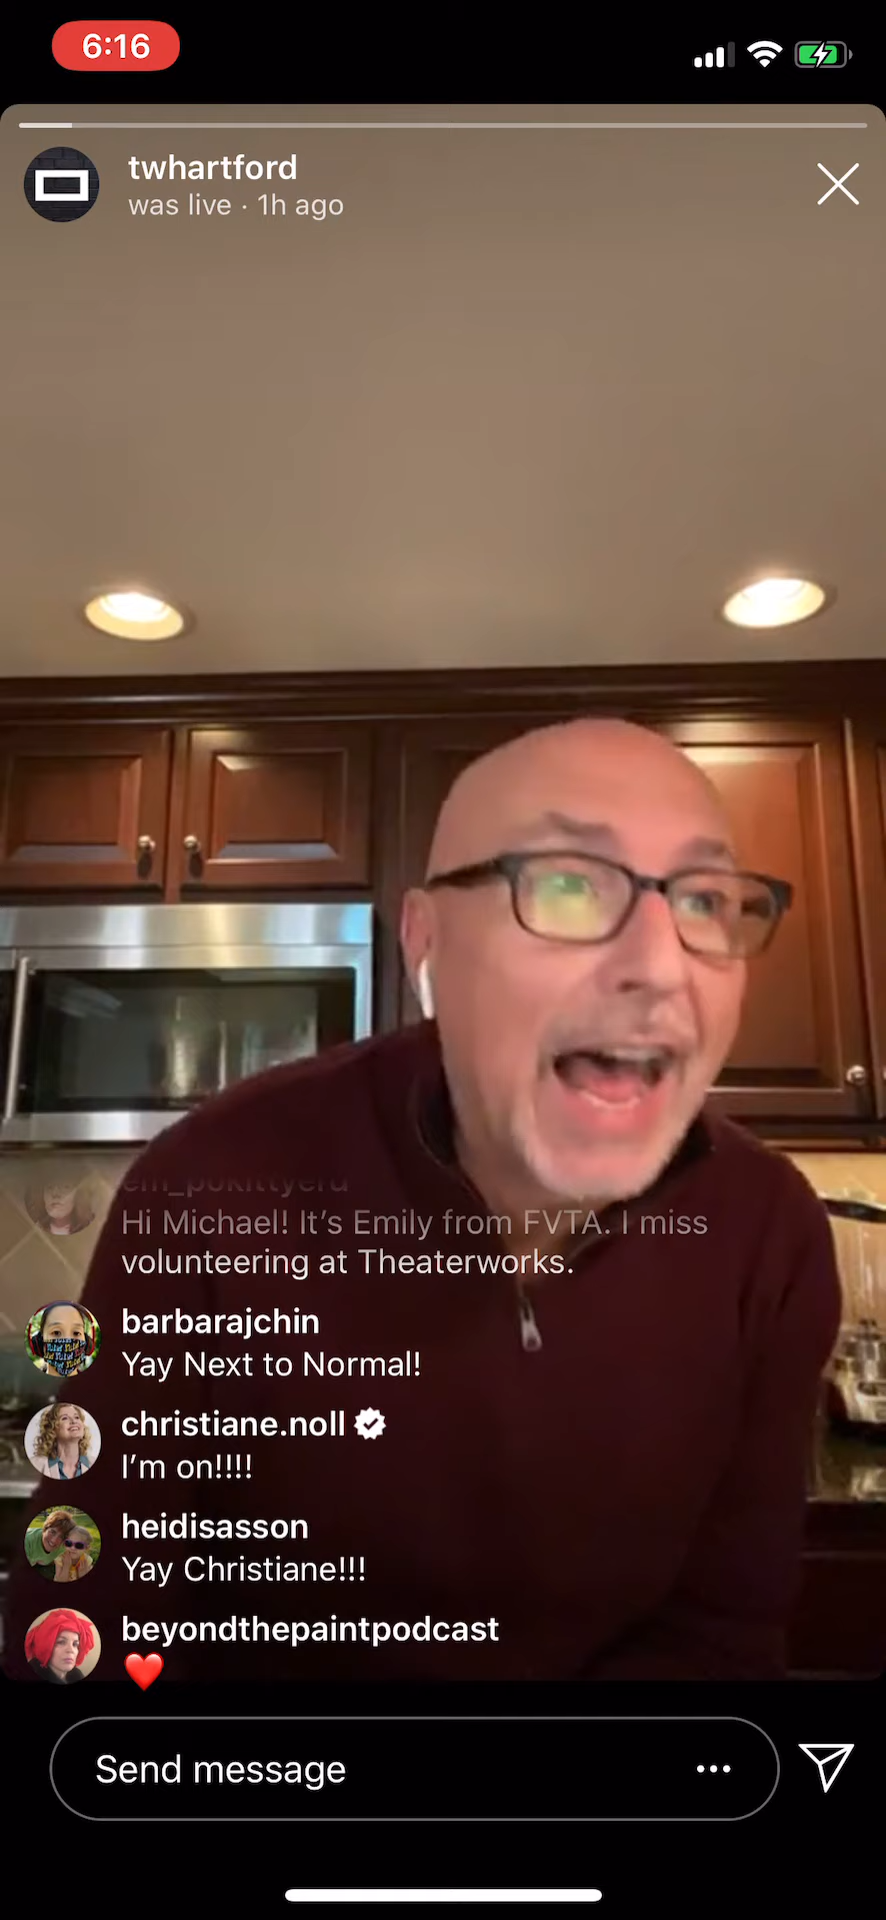 6:16
twhartford
was live · 1h ago
Hi Michael! It’s Emily from FVTA. I miss
volunteering at Theaterworks.
barbarajchin
Yay Next to Normal!
christiane.noll
I’m on!!!!
heidisasson
Yay Christiane!!!
beyondthepaintpodcast
❤️
Send message